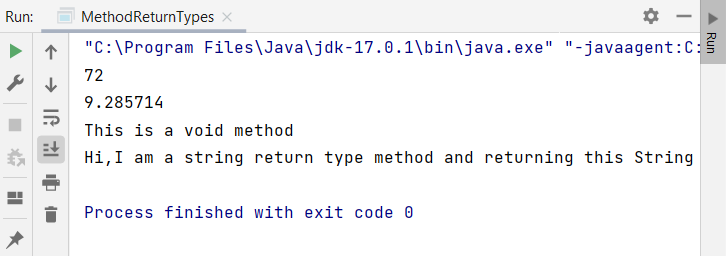 Run: MethodReturnTypes
Run
"C:\Program Files\Java\jdk-17.0.1\bin\java.exe" "-javaagent:C:
72
9.285714
This is a void method
Hi,I am a string return type method and returning this String
Process finished with exit code 0